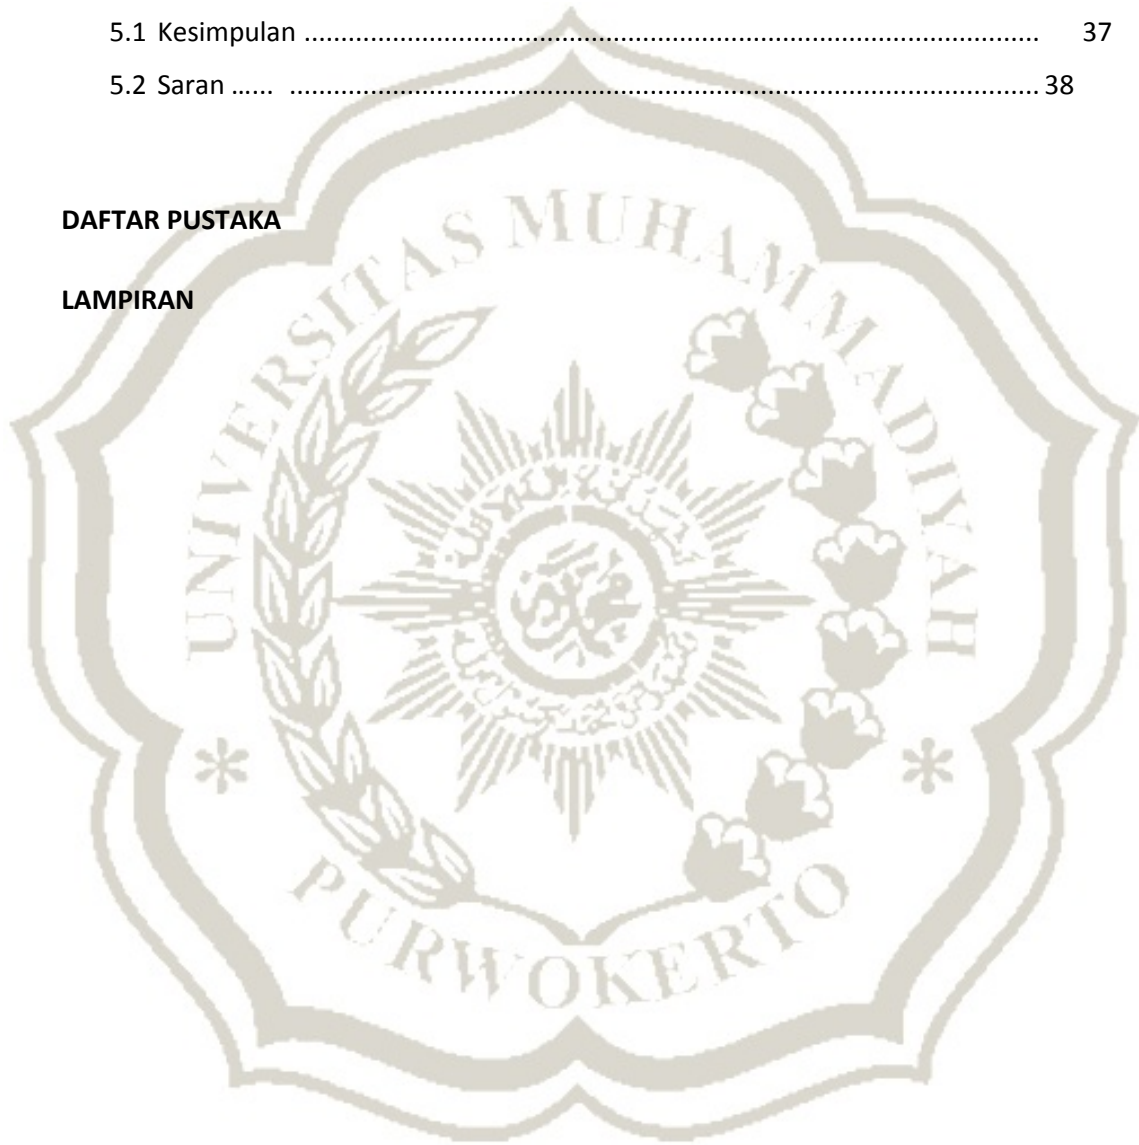 5.1 Kesimpulan .................................................................................................... 37
5.2 Saran ...... ....................................................................................................... 38
DAFTAR PUSTAKA
LAMPIRAN
UNIVERSITAS MUHAMMADIYAH
PURWOKERTO